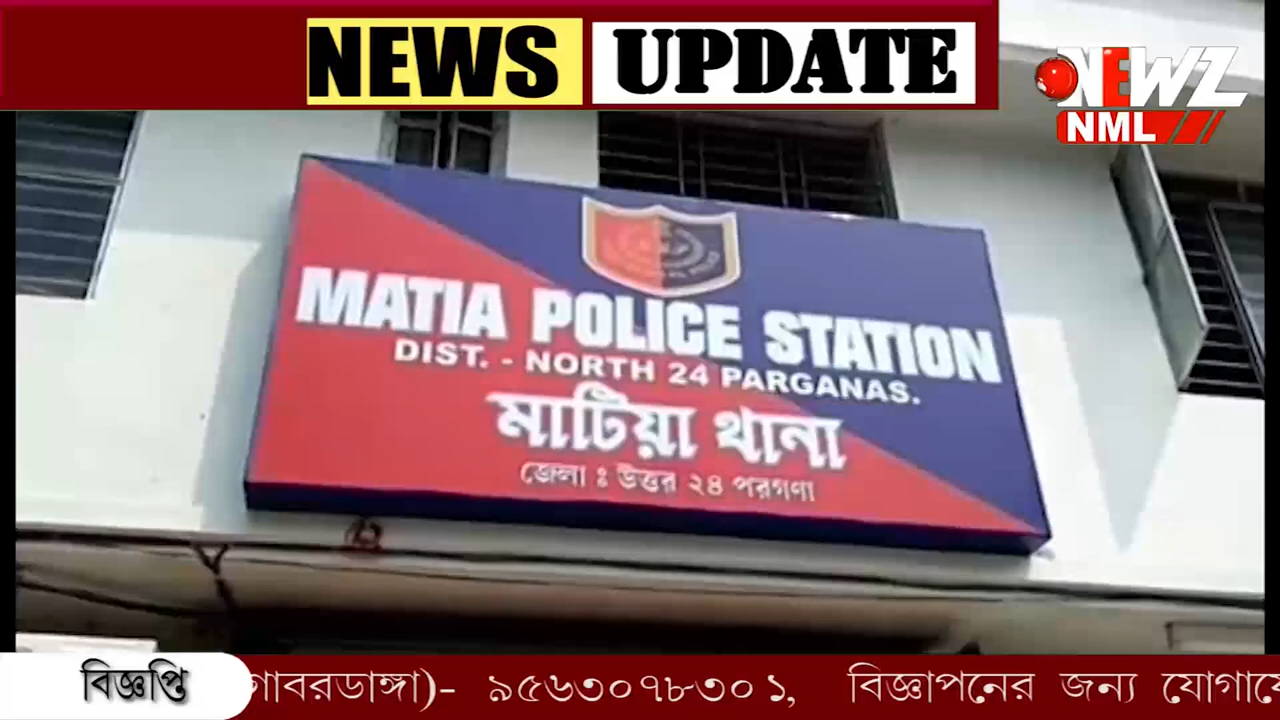 NEWS UPDATE
NEWZ
NML
MATIA POLICE STATION
DIST. - NORTH 24 PARGANAS.
মাটিয়া থানা
জেলা ঃ উত্তর ২৪ পরগণা
বিজ্ঞপ্তি গোবরডাঙ্গা)- ৯৫৬৩০৭৮৩০১, বিজ্ঞাপনের জন্য